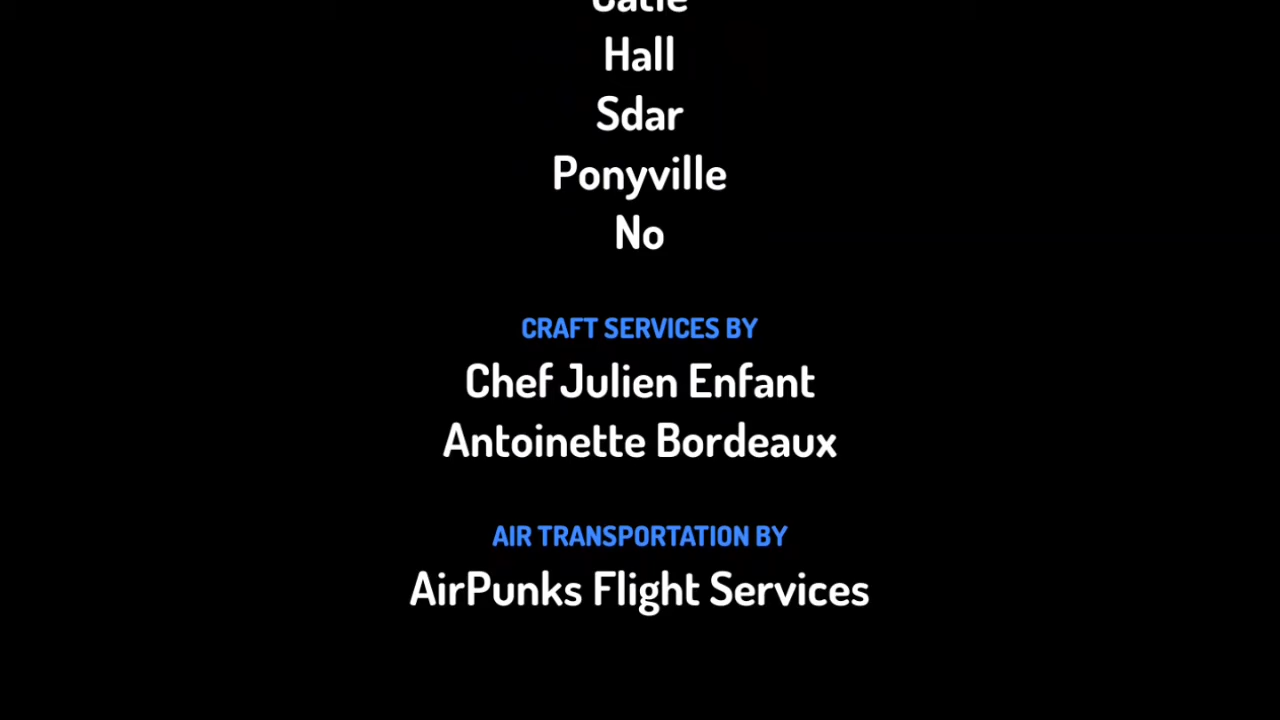 Hall
Sdar
Ponyville
No
CRAFT SERVICES BY
Chef Julien Enfant
Antoinette Bordeaux
AIR TRANSPORTATION BY
AirPunks Flight Services